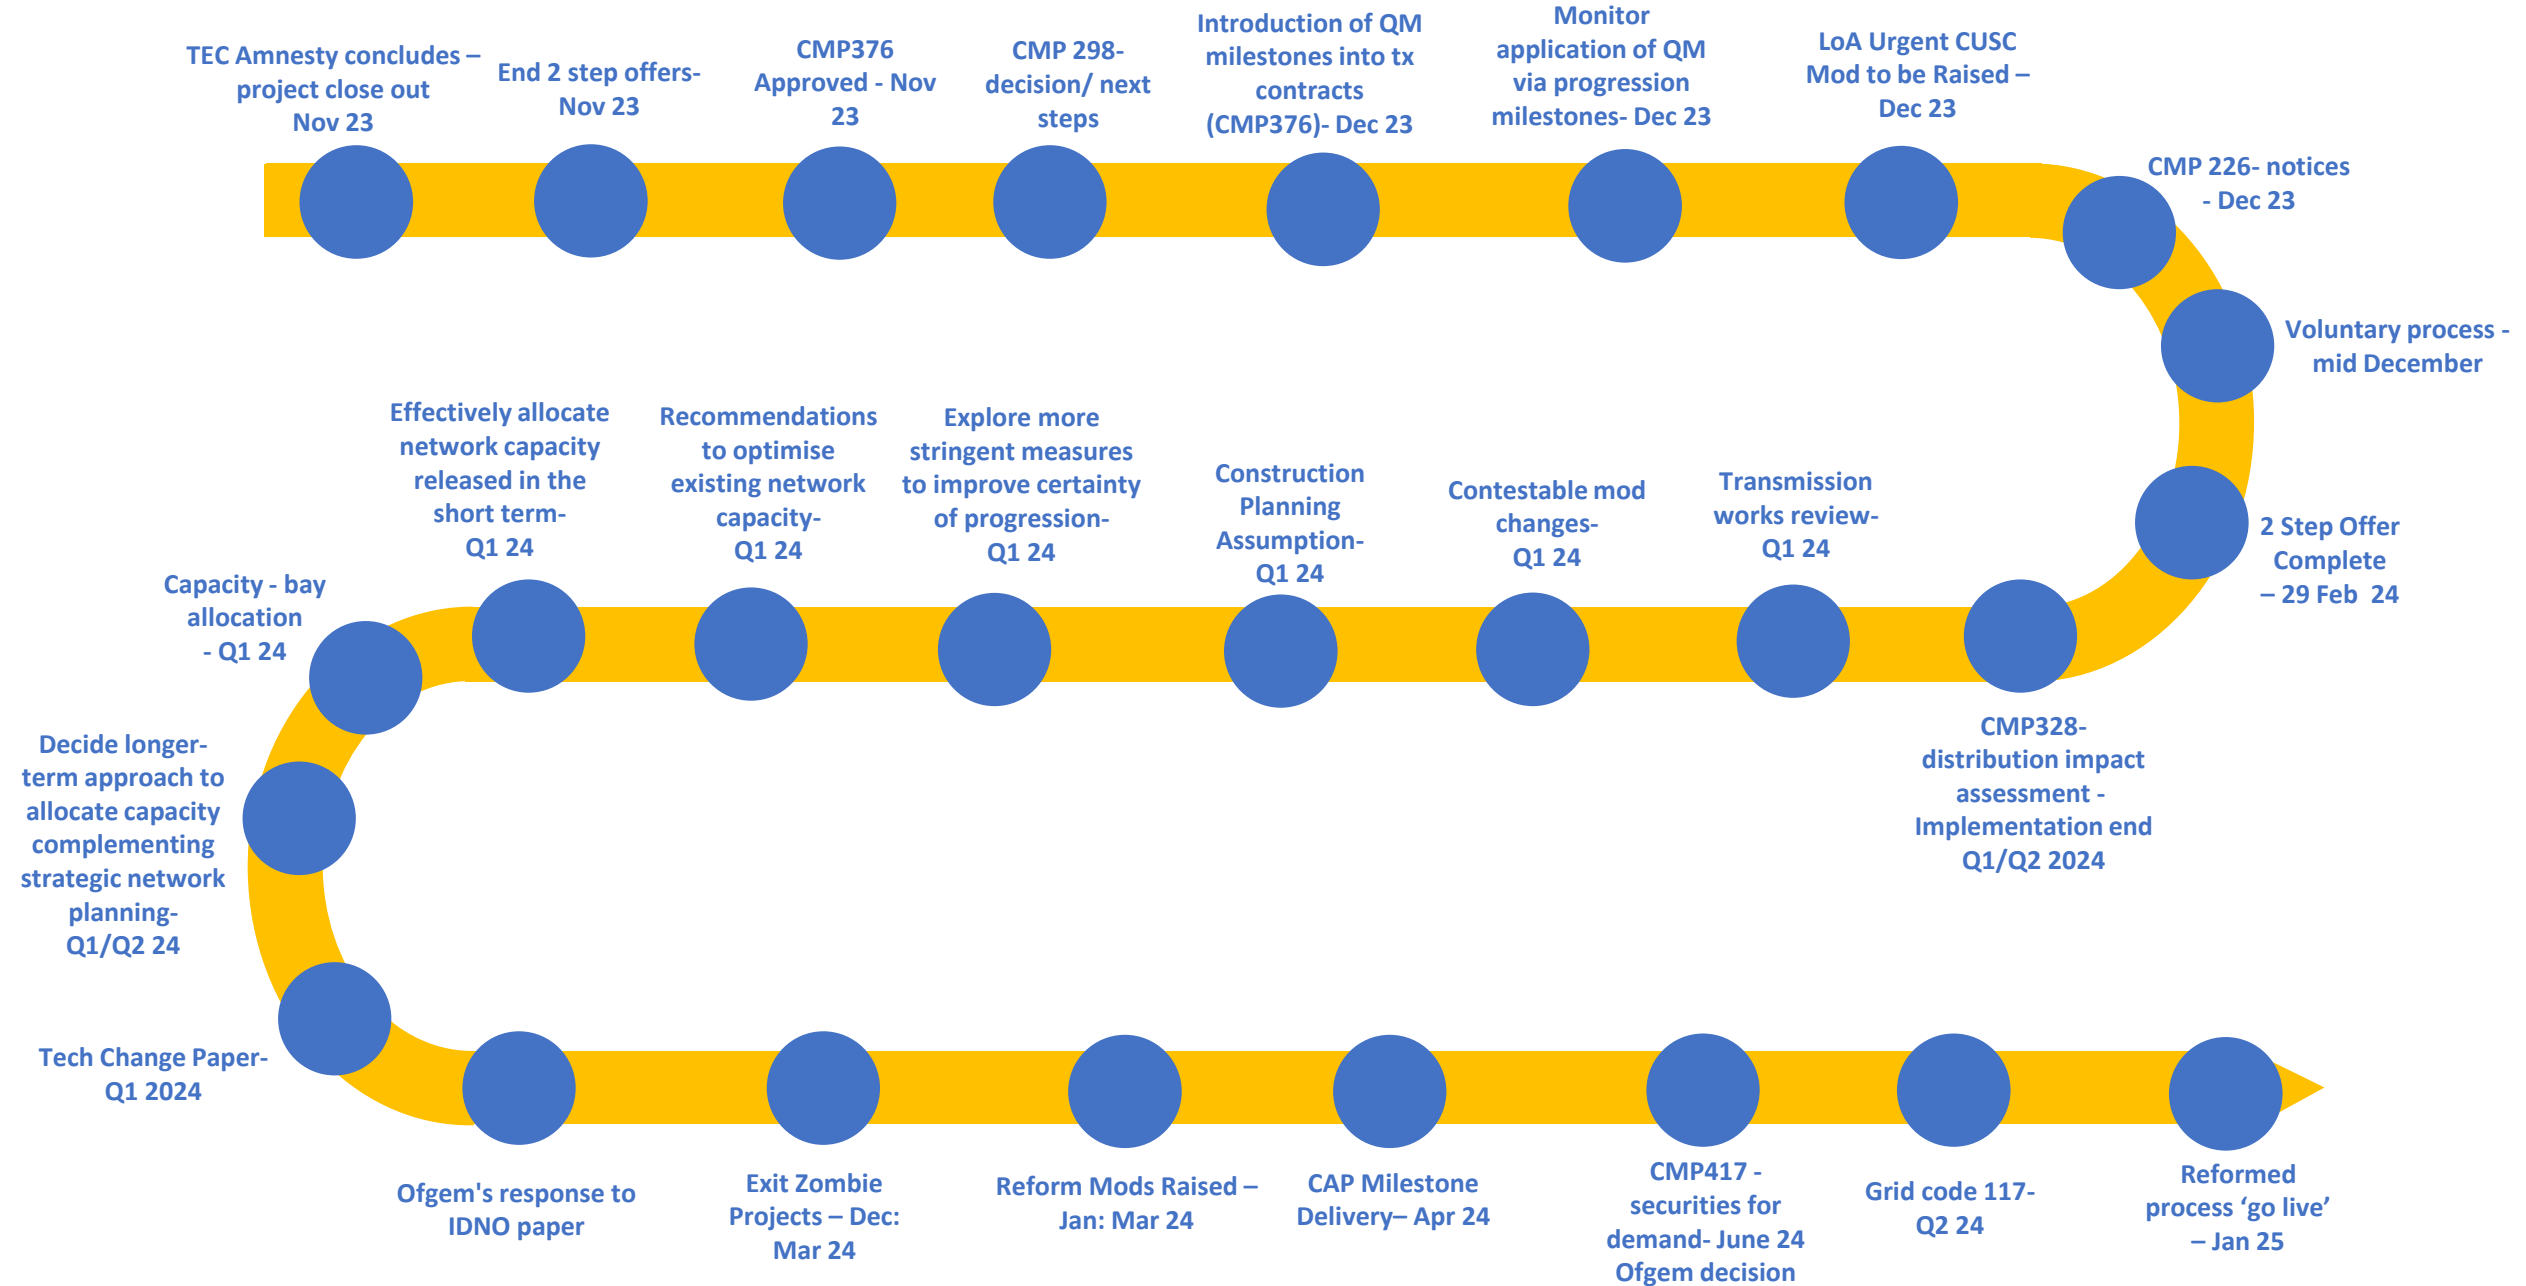 TEC Amnesty concludes –
project close out
Nov 23
End 2 step offers-
Nov 23
CMP376
Approved - Nov
23
CMP 298-
decision/ next
steps
Introduction of QM
milestones into tx
contracts
(CMP376)- Dec 23
Monitor
application of QM
via progression
milestones- Dec 23
LoA Urgent CUSC
Mod to be Raised –
Dec 23
CMP 226- notices
- Dec 23
Voluntary process -
mid December
2 Step Offer
Complete
– 29 Feb 24
CMP328-
distribution impact
assessment -
Implementation end
Q1/Q2 2024
Transmission
works review-
Q1 24
Contestable mod
changes-
Q1 24
Construction
Planning
Assumption-
Q1 24
Explore more
stringent measures
to improve certainty
of progression-
Q1 24
Recommendations
to optimise
existing network
capacity-
Q1 24
Effectively allocate
network capacity
released in the
short term-
Q1 24
Capacity - bay
allocation
- Q1 24
Decide longer-
term approach to
allocate capacity
complementing
strategic network
planning-
Q1/Q2 24
Tech Change Paper-
Q1 2024
Ofgem's response to
IDNO paper
Exit Zombie
Projects – Dec:
Mar 24
Reform Mods Raised –
Jan: Mar 24
CAP Milestone
Delivery– Apr 24
CMP417 -
securities for
demand- June 24
Ofgem decision
Grid code 117-
Q2 24
Reformed
process ‘go live’
– Jan 25